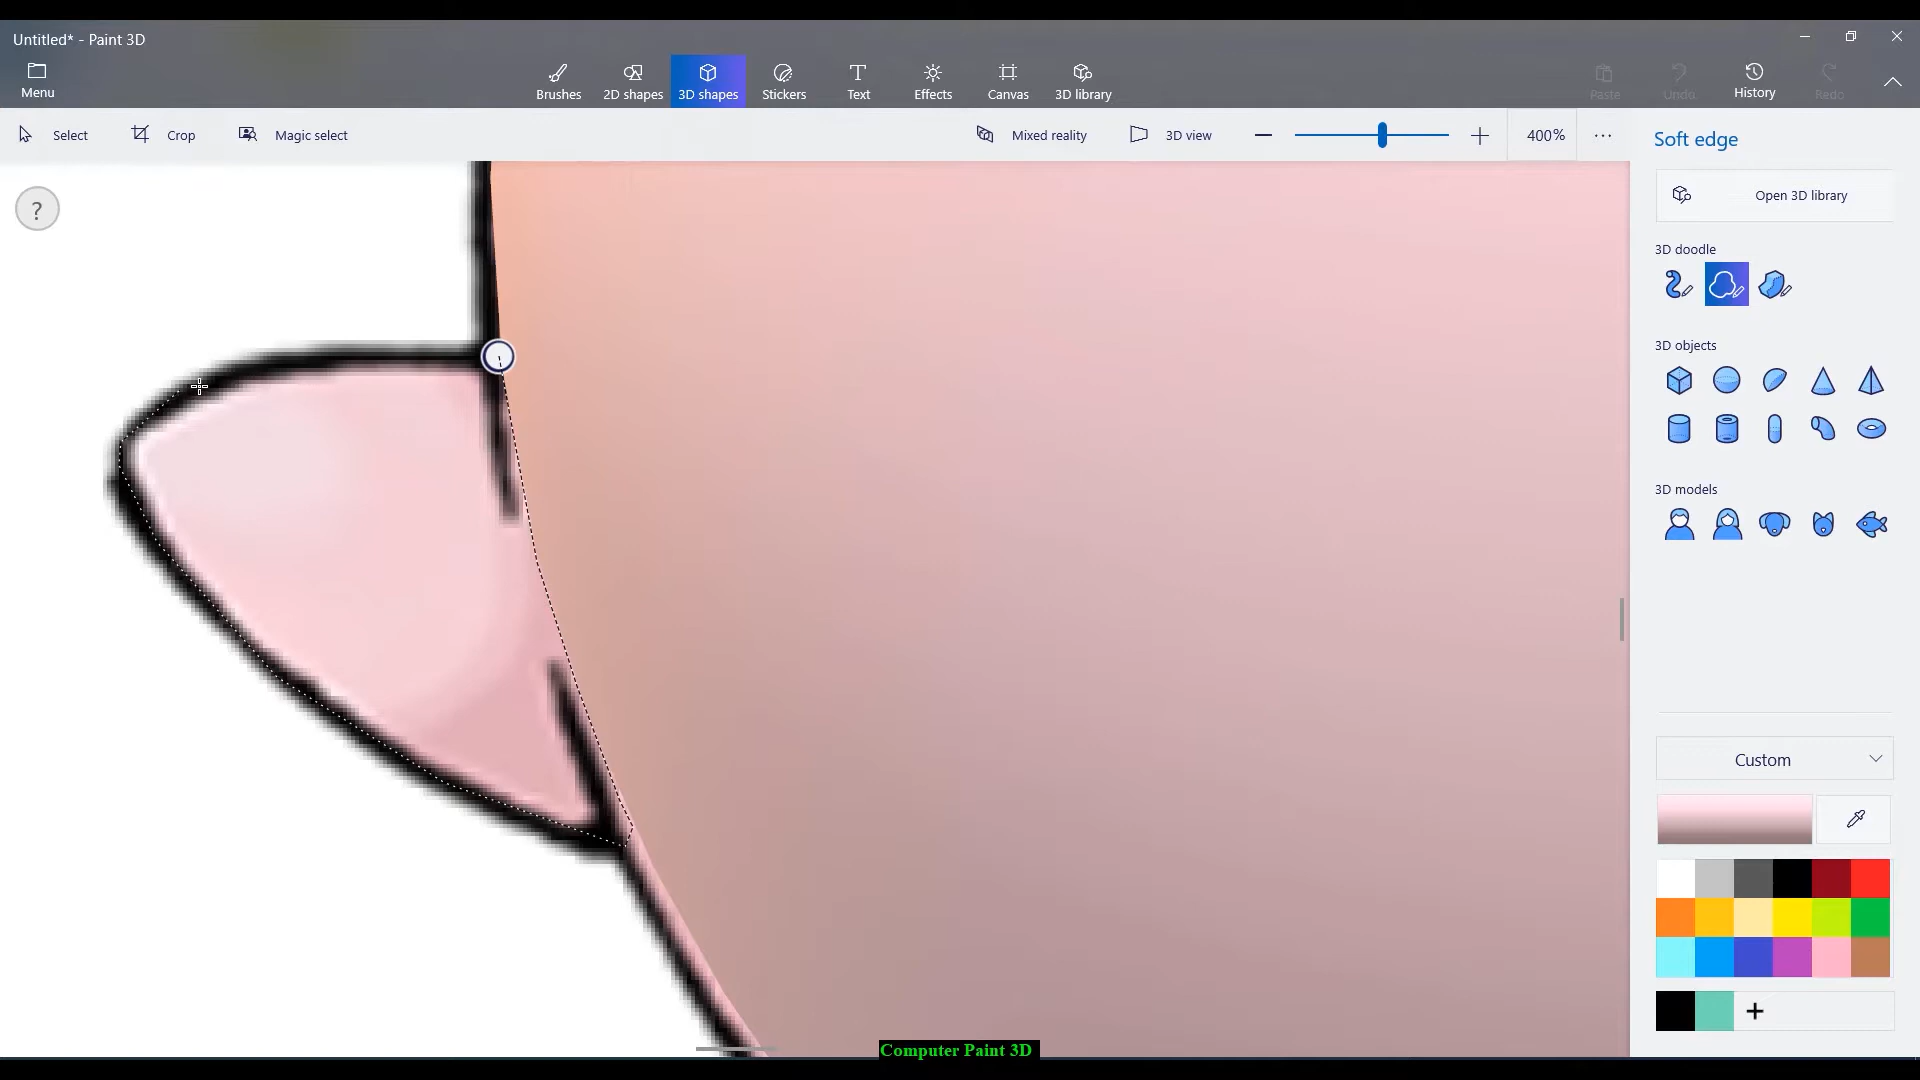 Untitled* - Paint 3D
Menu
Brushes
2D shapes
3D shapes
Stickers
Text
Effects
Canvas
3D library
Paste
Undo
History
Redo
Select
Crop
Magic select
Mixed reality
3D view
400%
Soft edge
?
Open 3D library
3D doodle
3D objects
3D models
Custom
Computer Paint 3D